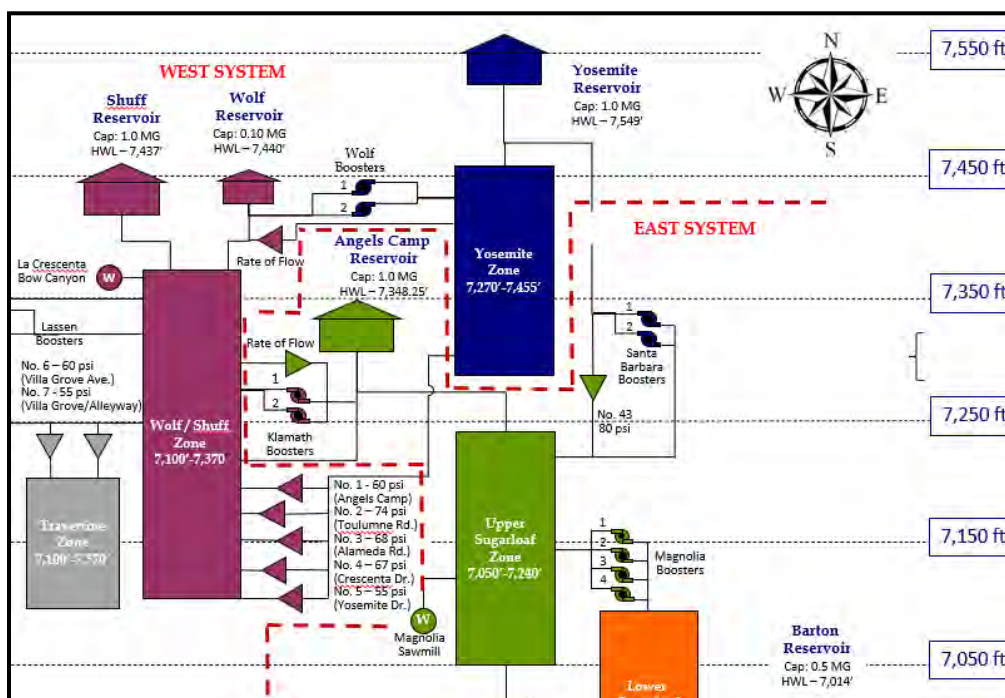 WEST SYSTEM
Shuff
Reservoir
Cap: 1.0 MG
HWL – 7,437'
Wolf
Reservoir
Cap: 0.10 MG
HWL – 7,440'
Yosemite
Reservoir
Cap: 1.0 MG
HWL – 7,549'
N
W
E
S
7,550 ft
7,450 ft
7,350 ft
7,250 ft
7,150 ft
7,050 ft
Wolf
Boosters
1
2
EAST SYSTEM
La Crescenta
Bow Canyon
W
Rate of Flow
Angels Camp
Reservoir
Cap: 1.0 MG
HWL – 7,348.25'
Yosemite
Zone
7,270'-7,455'
Lassen
Boosters
No. 6 – 60 psi
(Villa Grove Ave.)
No. 7 - 55 psi
(Villa Grove/Alleyway)
Rate of Flow
1
2
Klamath
Boosters
1
2
Santa
Barbara
Boosters
No. 43
80 psi
Wolf / Shuff
Zone
7,100'-7,370'
Travertine
Zone
7,100'-7,370'
No. 1 - 60 psi
(Angels Camp)
No. 2 – 74 psi
(Toulumne Rd.)
No. 3 – 68 psi
(Alameda Rd.)
No. 4 – 67 psi
(Crescenta Dr.)
No. 5 – 55 psi
(Yosemite Dr.)
W
Magnolia
Sawmill
Upper
Sugarloaf
Zone
7,050'-7,240'
1
2
3
4
Magnolia
Boosters
Lower
Barton
Reservoir
Cap: 0.5 MG
HWL – 7,014'